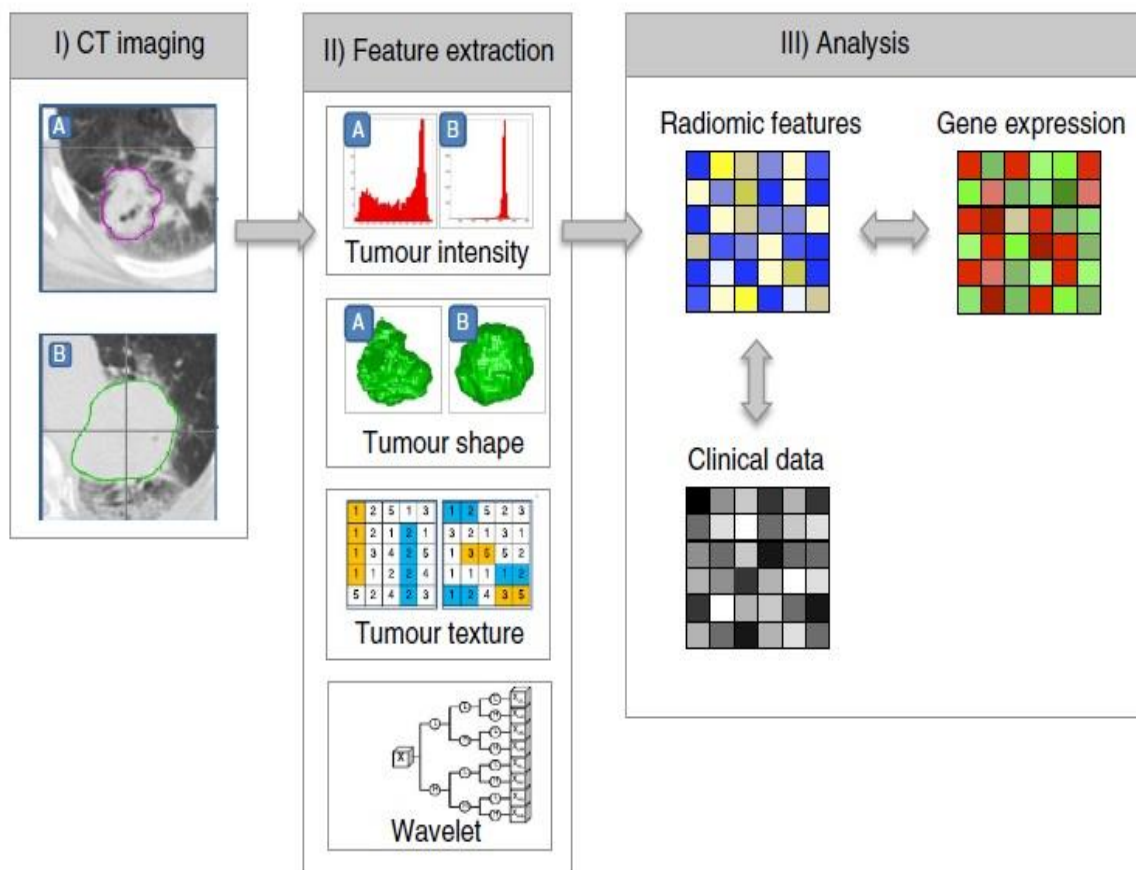 I) CT imaging
A
B
II) Feature extraction
A B
Tumour intensity
A B
Tumour shape
1 2 5 1 3
1 2 1 2 1
1 3 4 2 5
1 1 2 2 4
5 2 4 2 3
1 2 5 2 3
3 2 1 3 1
1 3 5 5 2
1 1 1 1 2
1 2 4 3 5
Tumour texture
X
L
H
Wavelet
III) Analysis
Radiomic features
Gene expression
Clinical data